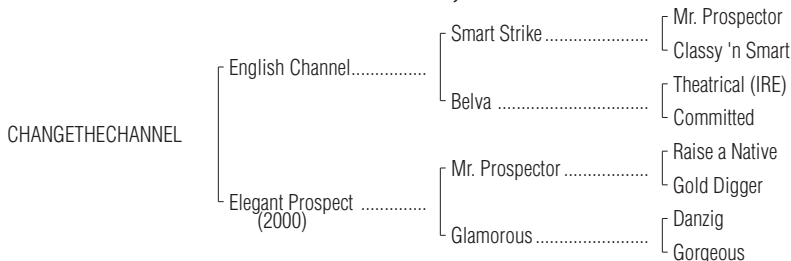 Mr. Prospector
Smart Strike .......................
Classy 'n Smart
English Channel................
Theatrical (IRE)
Belva .................................
Committed
CHANGETHECHANNEL
Raise a Native
Mr. Prospector ..................
Gold Digger
Elegant Prospect ..............
(2000)
Danzig
Glamorous ........................
Gorgeous